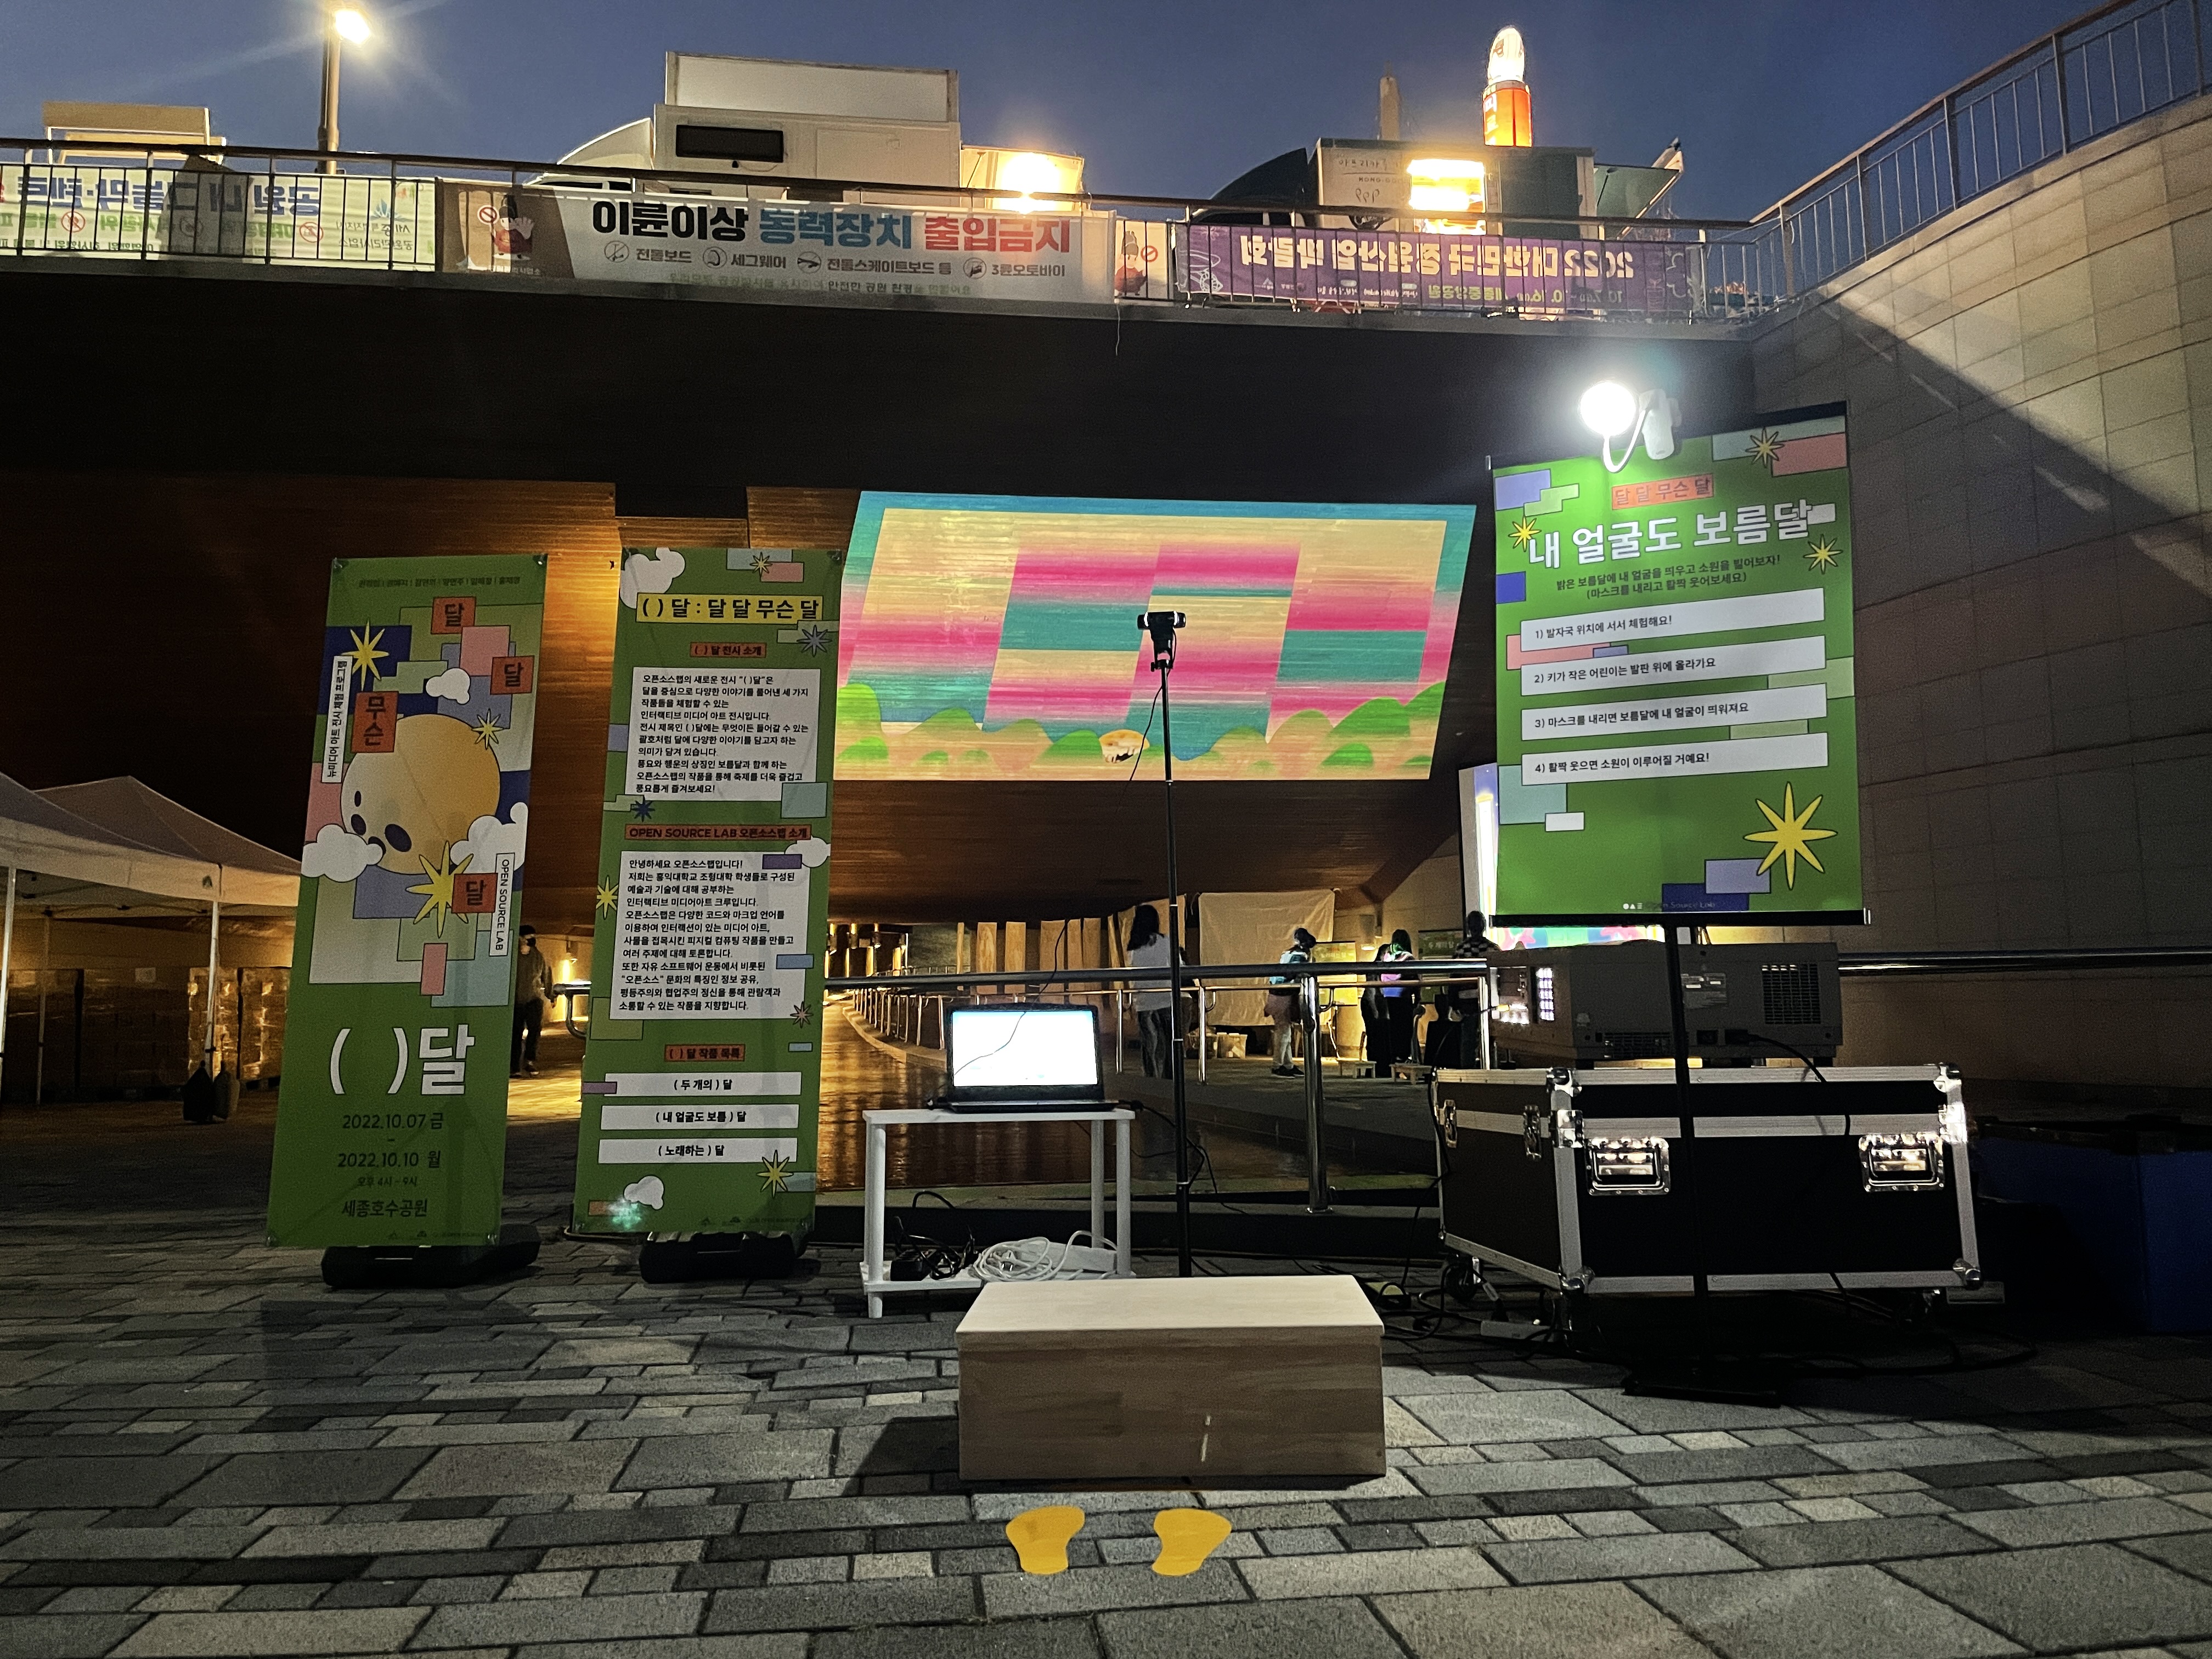 이륜이상 동력장치 출입금지
전동보드 세그웨어 전동스케이트보드 등 3륜오토바이
2022 대한민국 정원산업 박람회
달
달
무슨
달
뉴미디어 아트 전시 체험 프로그램
OPEN SOURCE LAB
( )달
2022.10.07 금
-
2022.10.10 월
오후 4시 - 9시
세종호수공원
( ) 달 : 달 달 무슨 달
( ) 달 전시 소개
오픈소스랩의 새로운 전시 "( )달"은
달을 중심으로 다양한 이야기를 풀어낸 세 가지
작품들을 체험할 수 있는
인터랙티브 미디어 아트 전시입니다.
전시 제목인 ( )달에는 무엇이든 들어갈 수 있는
괄호처럼 달에 다양한 이야기를 담고자 하는
의미가 담겨 있습니다.
풍요와 행운의 상징인 보름달과 함께 하는
오픈소스랩의 작품을 통해 축제를 더욱 즐겁고
풍요롭게 즐겨보세요!
OPEN SOURCE LAB 오픈소스랩 소개
안녕하세요 오픈소스랩입니다!
저희는 홍익대학교 조형대학 학생들로 구성된
예술과 기술에 대해 공부하는
인터랙티브 미디어아트 크루입니다.
오픈소스랩은 다양한 코드와 마크업 언어를
이용하여 인터랙션이 있는 미디어 아트,
사물을 접목시킨 피지컬 컴퓨팅 작품을 만들고
여러 주제에 대해 토론합니다.
또한 자유 소프트웨어 운동에서 비롯된
"오픈소스" 문화의 특징인 정보 공유,
평등주의와 협업주의 정신을 통해 관람객과
소통할 수 있는 작품을 지향합니다.
( ) 달 작품 목록
( 두 개의 ) 달
( 내 얼굴도 보름 ) 달
( 노래하는 ) 달
달 달 무슨 달
내 얼굴도 보름달
밝은 보름달에 내 얼굴을 띄우고 소원을 빌어보자!
(마스크를 내리고 활짝 웃어보세요)
1) 발자국 위치에 서서 체험해요!
2) 키가 작은 어린이는 발판 위에 올라가요
3) 마스크를 내리면 보름달에 내 얼굴이 띄워져요
4) 활짝 웃으면 소원이 이루어질 거예요!